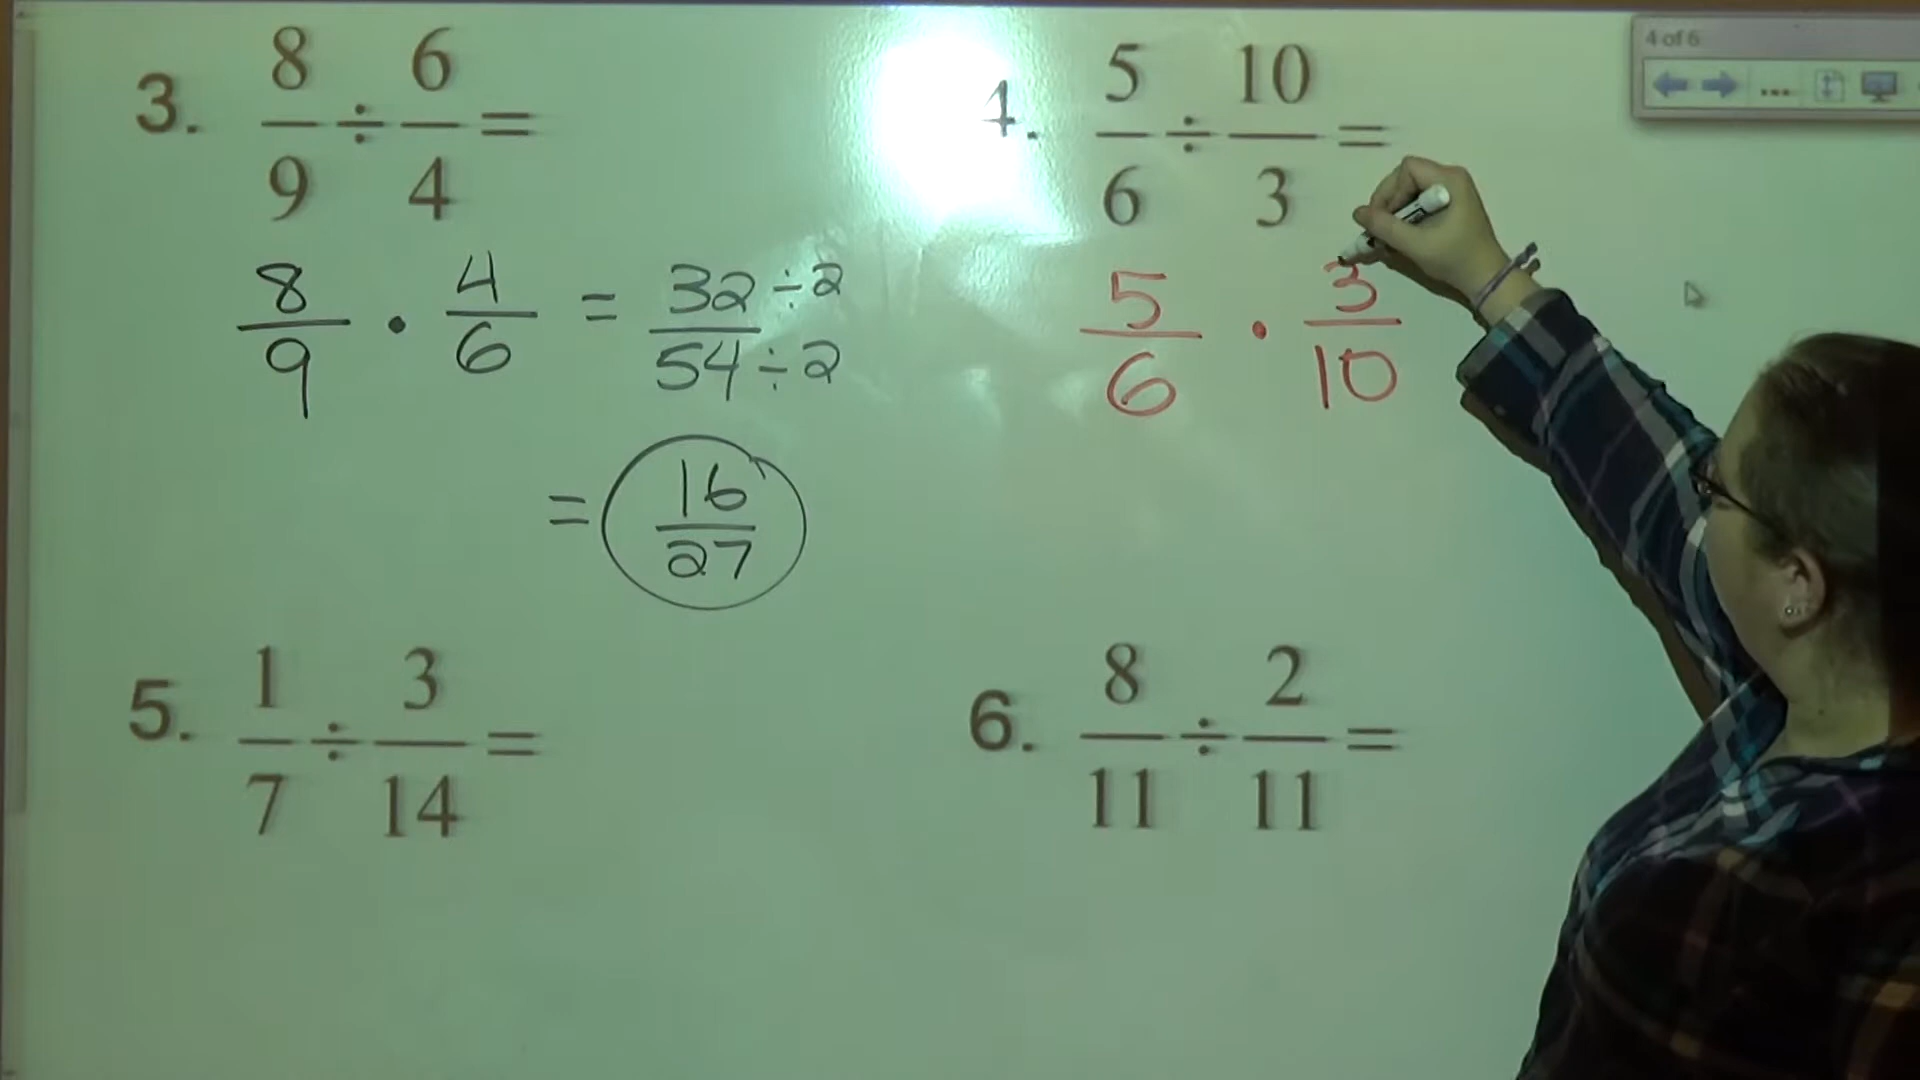 4 of 6
3. 8/9 ÷ 6/4 =
8/9 · 4/6 = 32 ÷2/54 ÷2
= 16/27
4. 5/6 ÷ 10/3 =
5/6 · 3/10
5. 1/7 ÷ 3/14 =
6. 8/11 ÷ 2/11 =